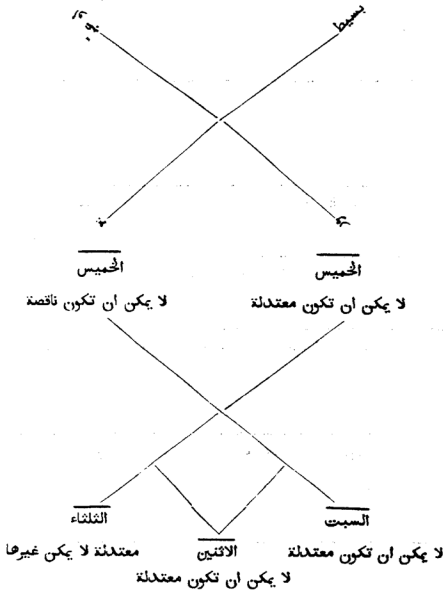 بسيط
الخميس
الخميس
لا يمكن ان تكون معتدلة
لا يمكن ان تكون ناقصة
السبت
الاثنين
الثلثاء
لا يمكن ان تكون معتدلة
معتدلة لا يمكن غيرها
لا يمكن ان تكون معتدلة